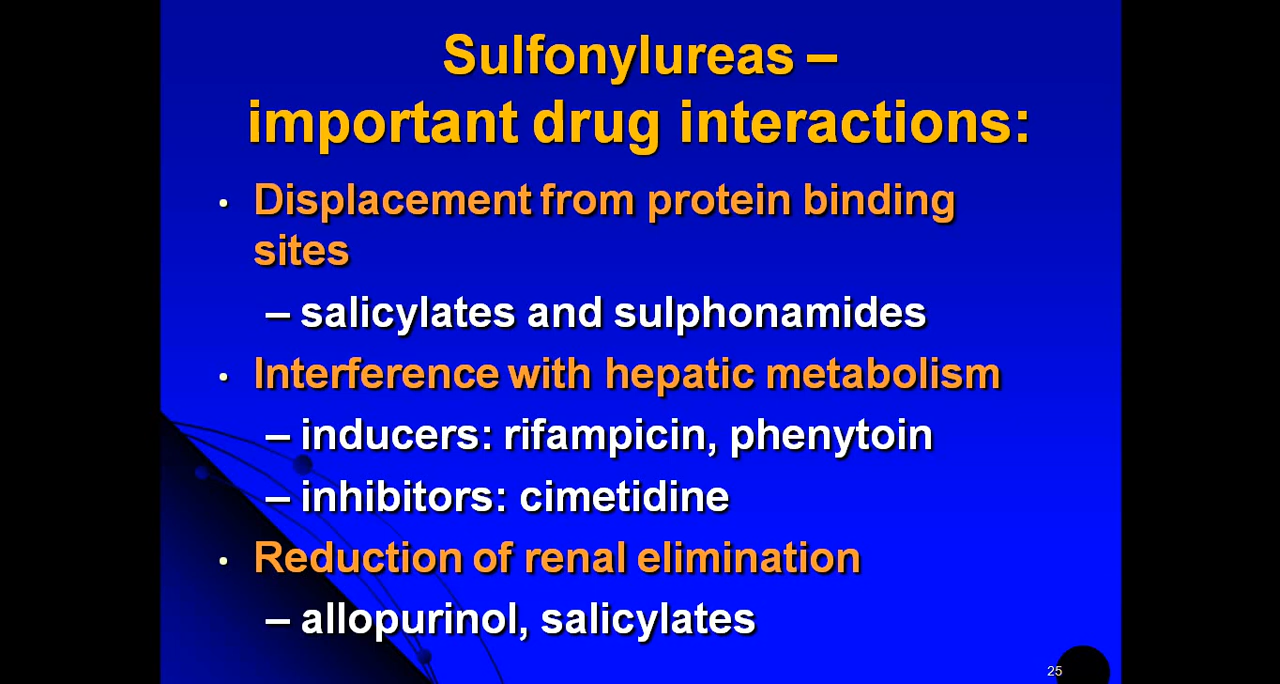 Sulfonylureas –
important drug interactions:
• Displacement from protein binding
sites
– salicylates and sulphonamides
• Interference with hepatic metabolism
– inducers: rifampicin, phenytoin
– inhibitors: cimetidine
• Reduction of renal elimination
– allopurinol, salicylates
25